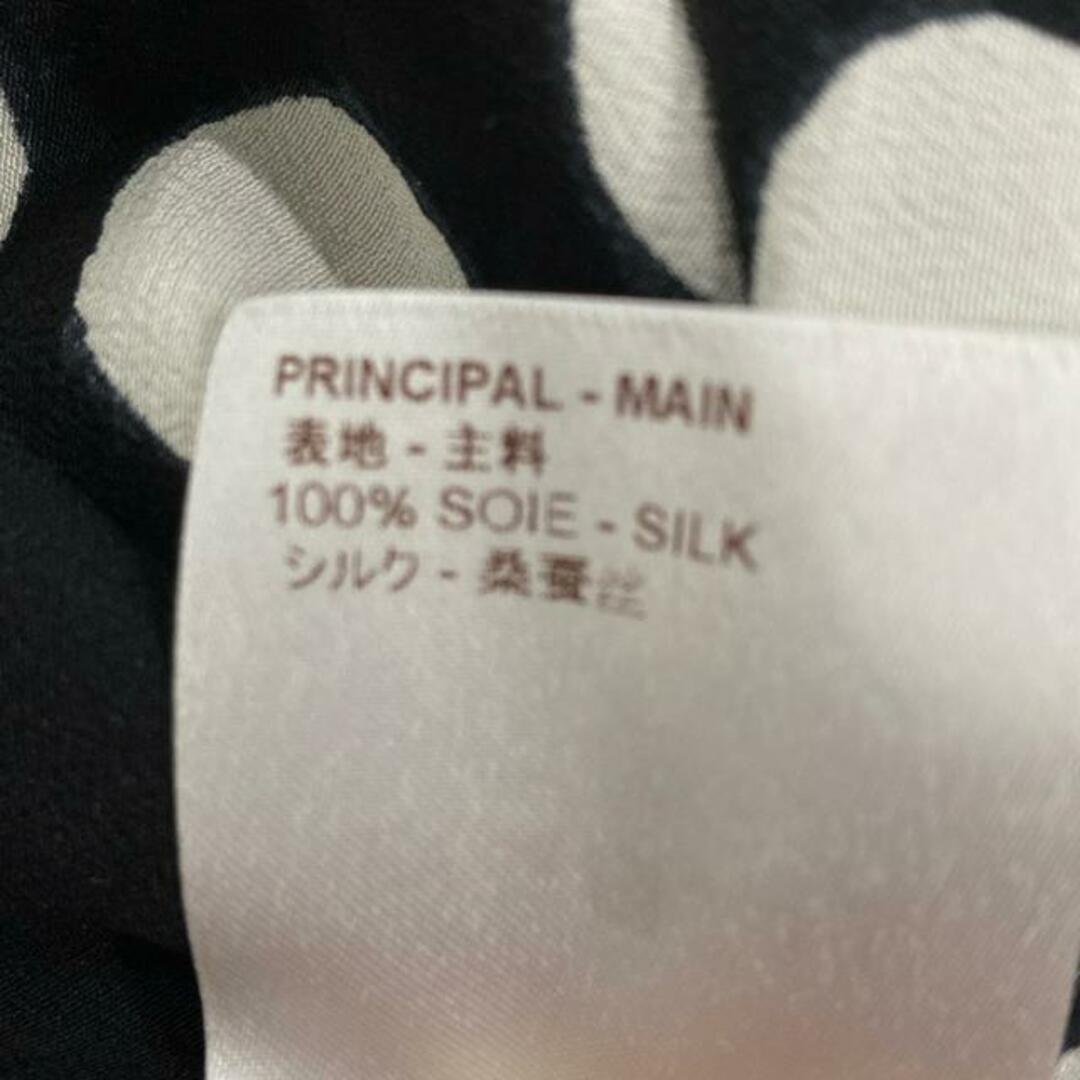 PRINCIPAL - MAIN
表地 - 主料
100% SOIE - SILK
シルク - 桑蚕丝